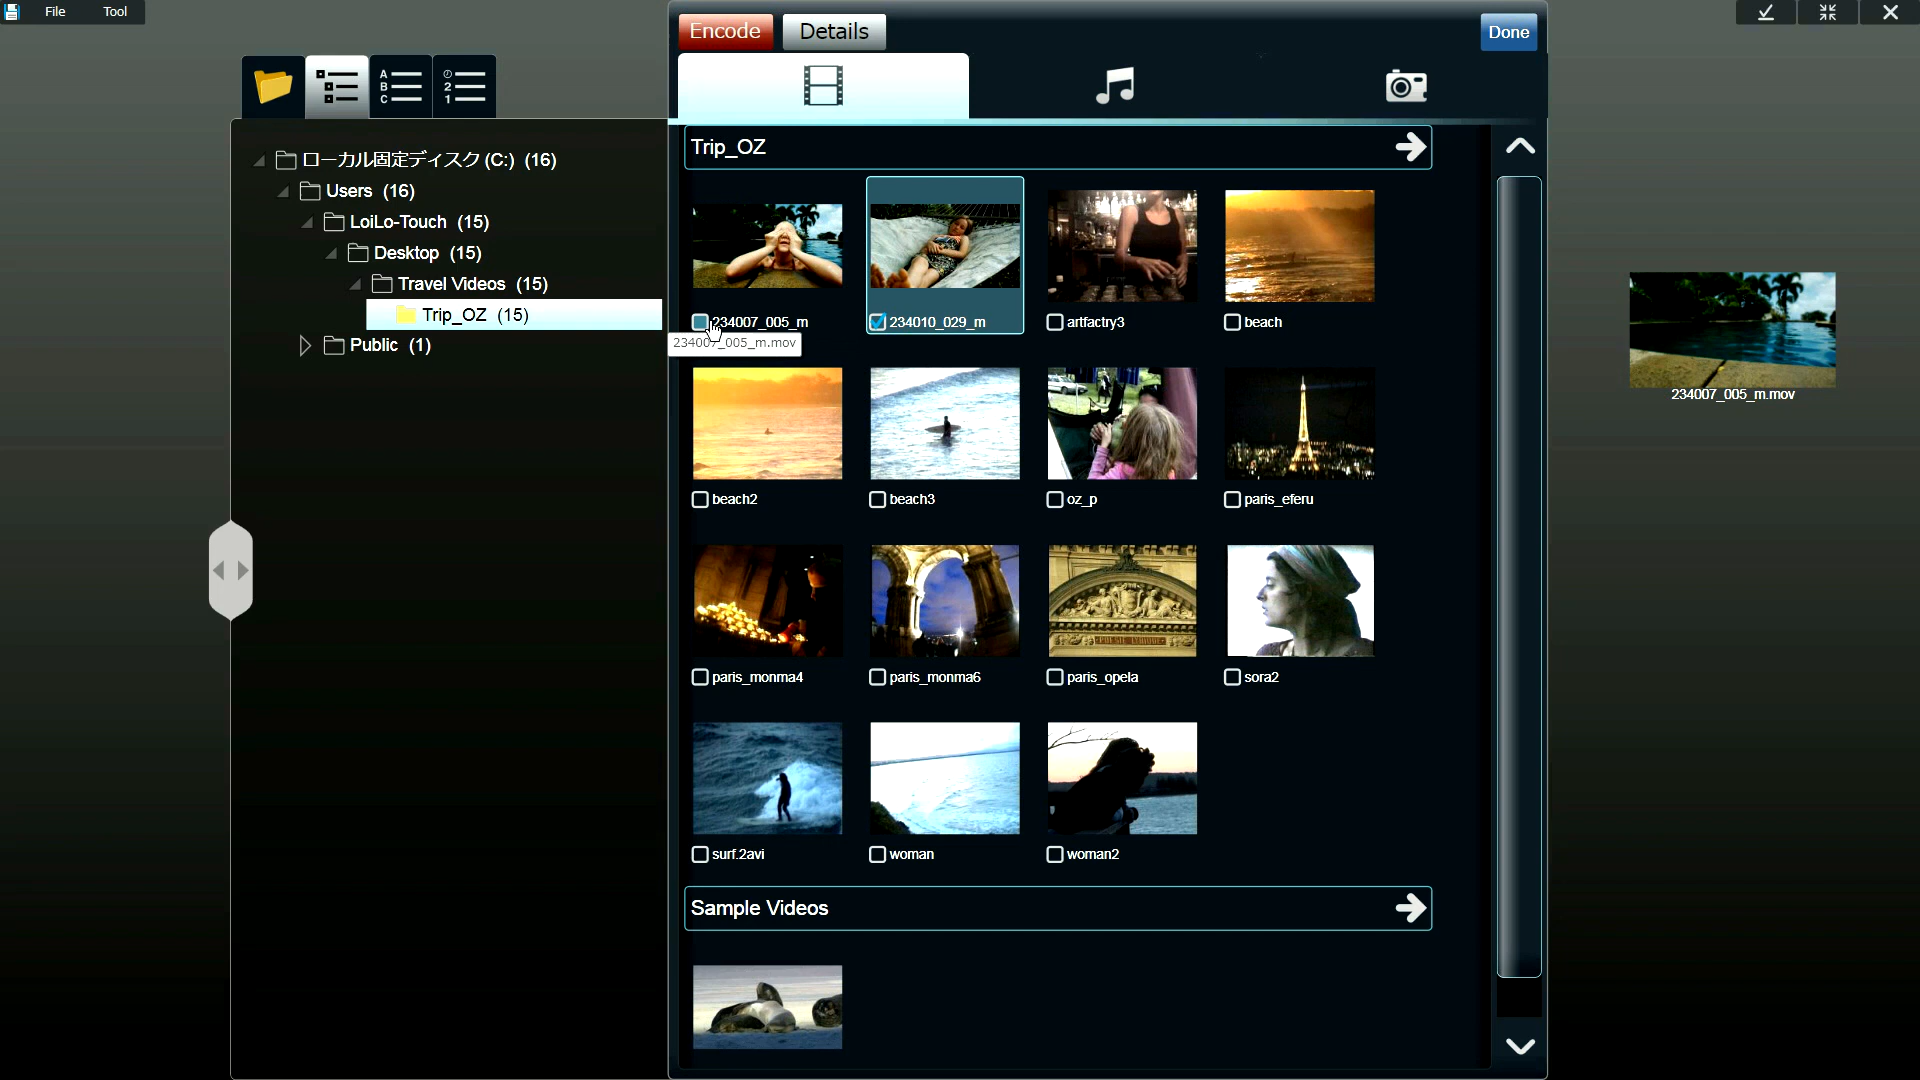 File Tool
Encode Details Done
A
B
C
2
1
ローカル固定ディスク (C:) (16)
Users (16)
LoiLo-Touch (15)
Desktop (15)
Travel Videos (15)
Trip_OZ (15)
Public (1)
Trip_OZ
234007_005_m 234010_029_m artfactry3 beach
234007_005_m.mov
234007_005_m.mov
beach2 beach3 oz_p paris_eferu
paris_monma4 paris_monma6 paris_opela sora2
surf.2avi woman woman2
Sample Videos